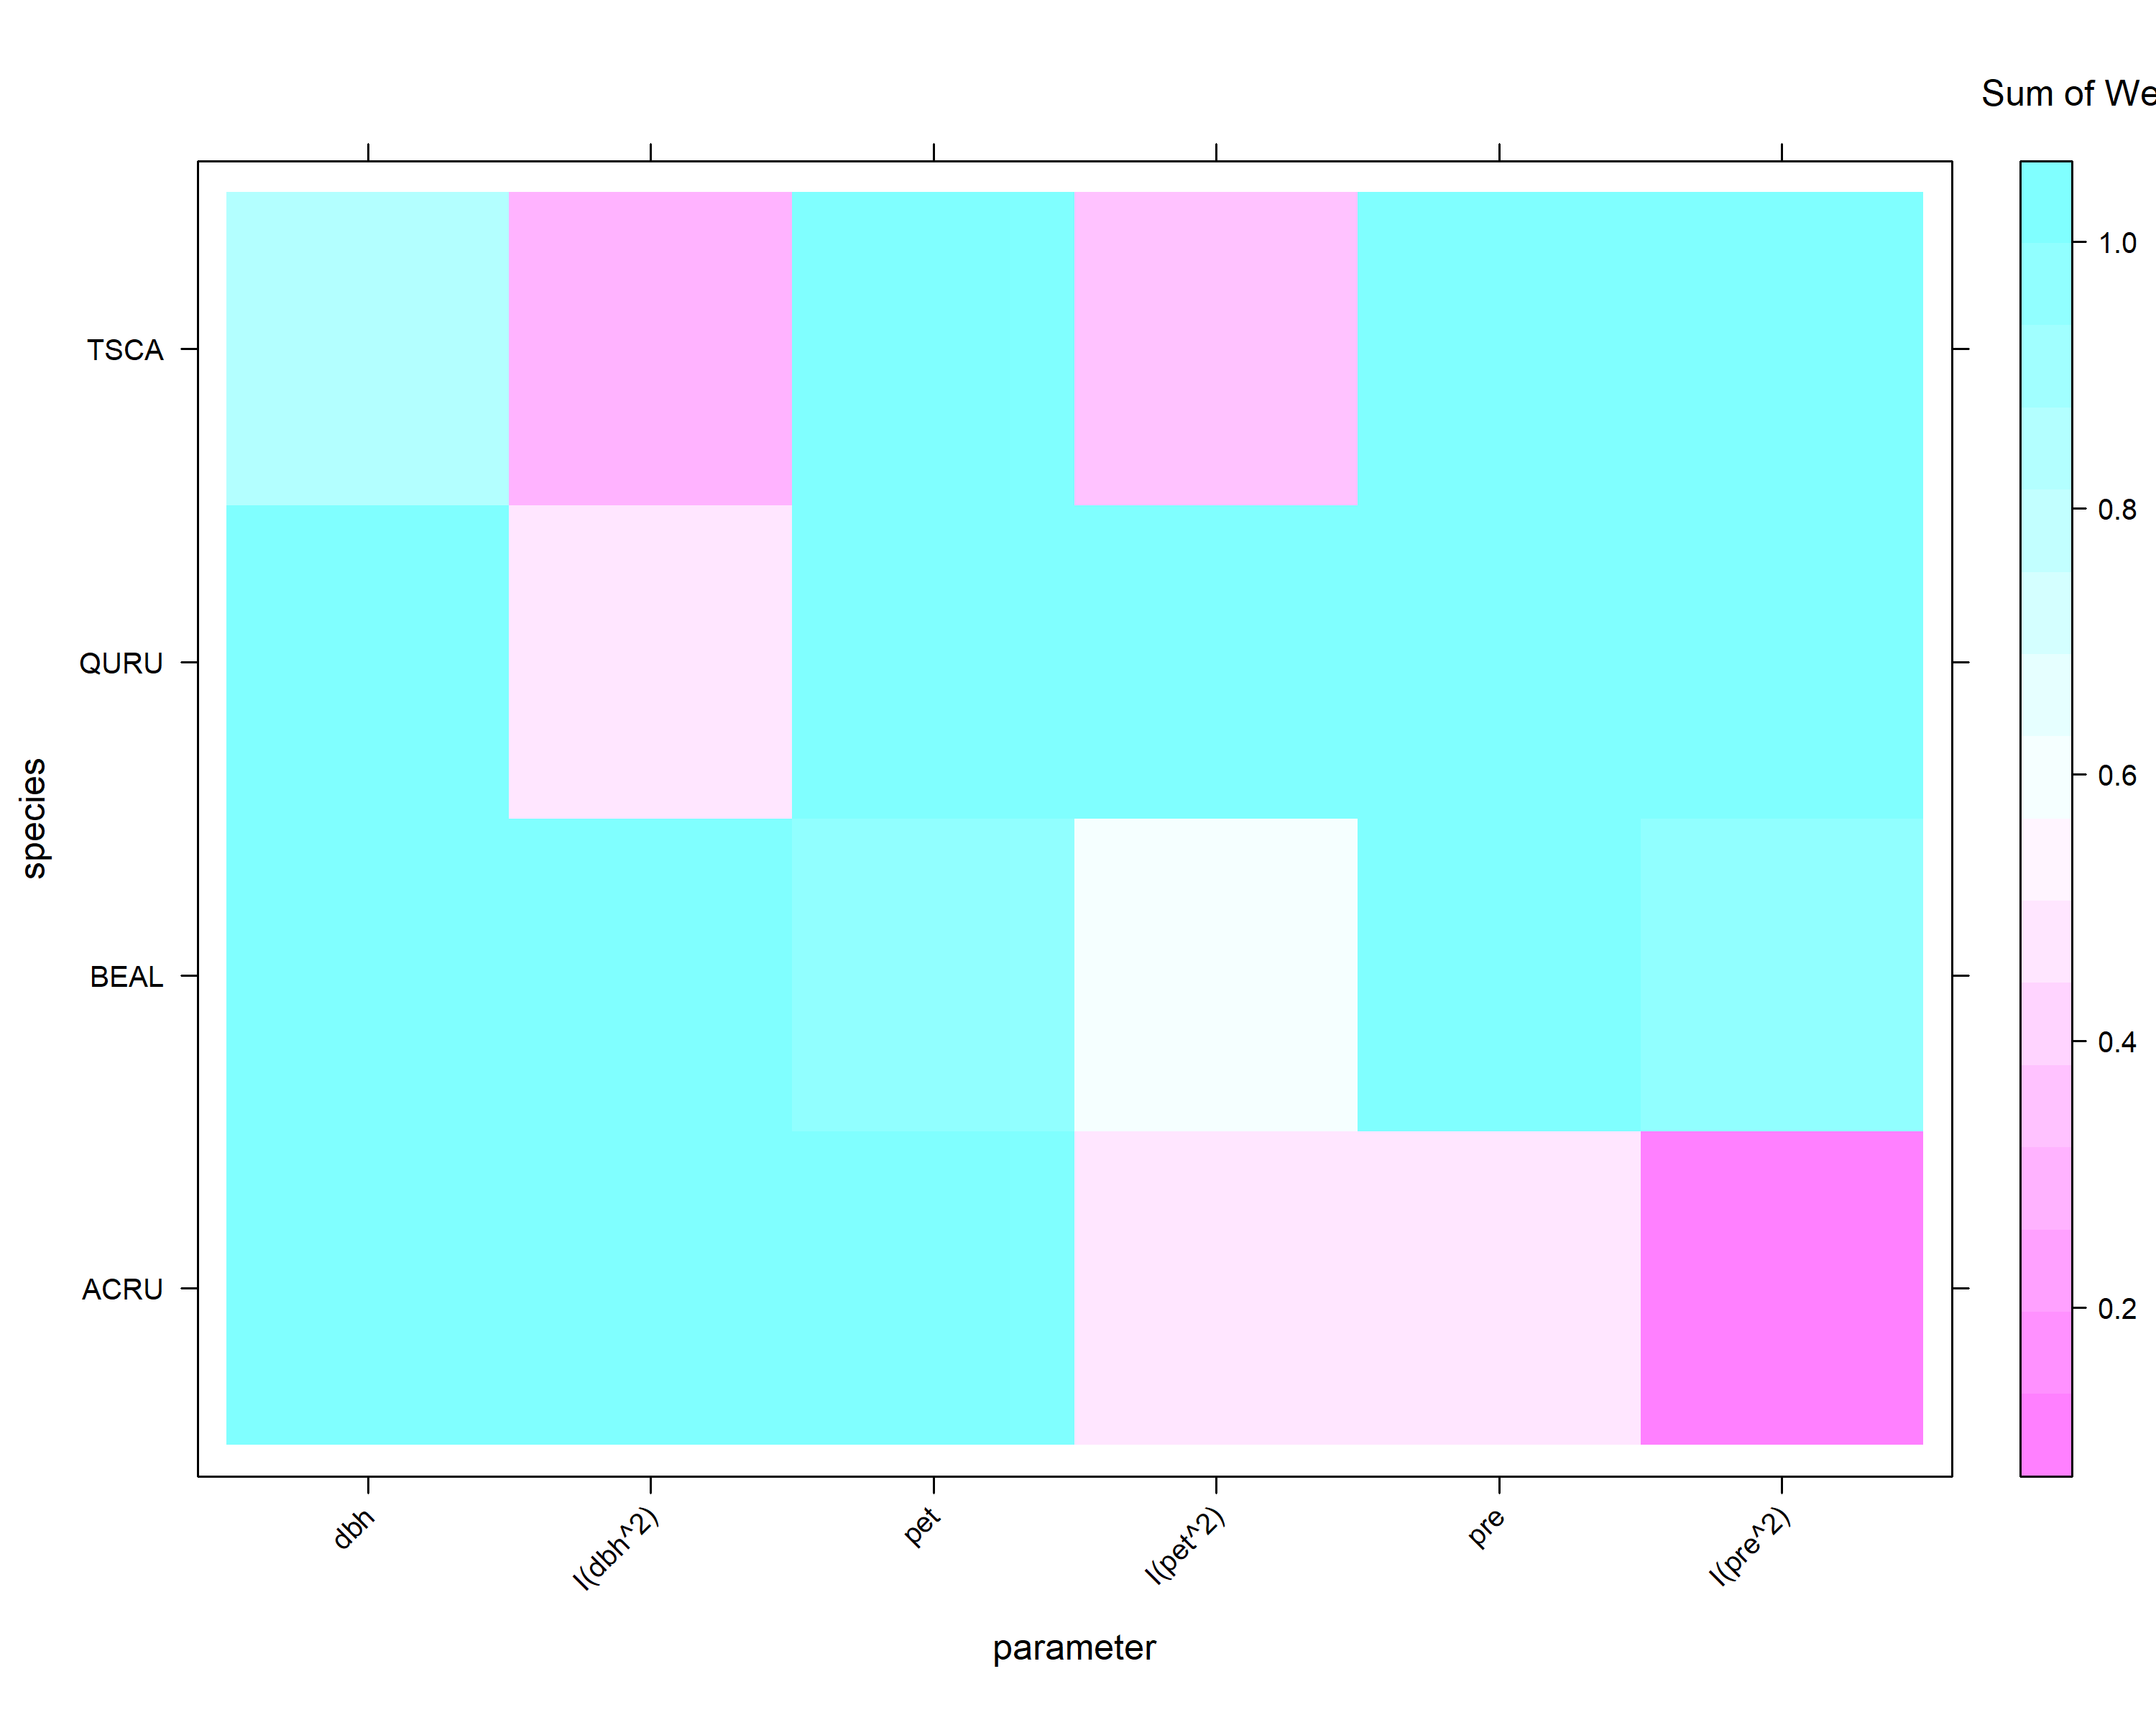 Sum of We
1.0
0.8
0.6
0.4
0.2
TSCA
QURU
BEAL
ACRU
species
dbh
I(dbh^2)
pet
I(pet^2)
pre
I(pre^2)
parameter